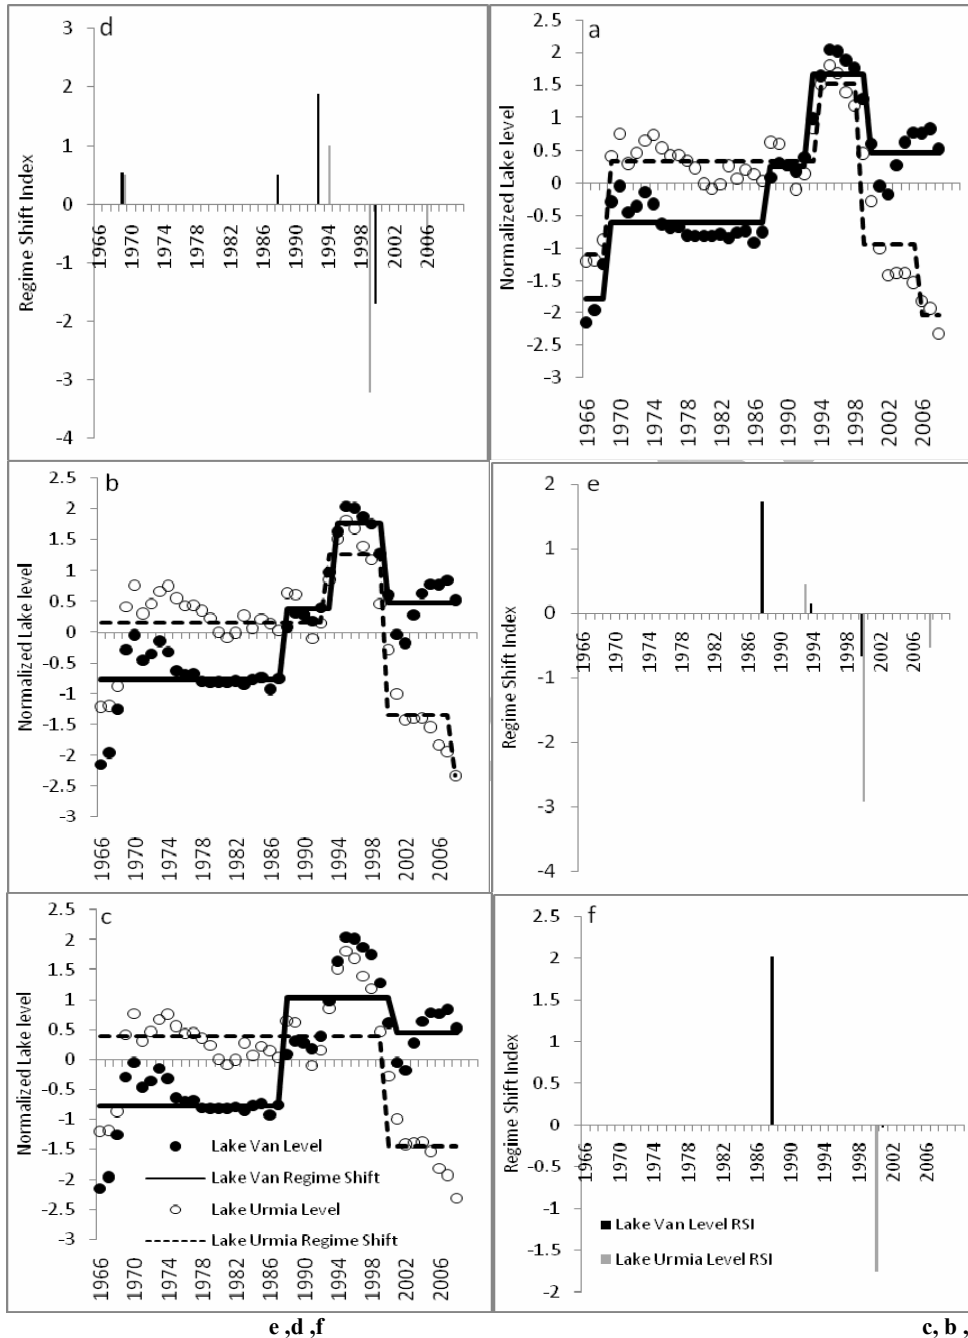 d
3
2
1
0
-1
-2
-3
-4
Regime Shift Index
1966 1970 1974 1978 1982 1986 1990 1994 1998 2002 2006
a
2.5
2
1.5
1
0.5
0
-0.5
-1
-1.5
-2
-2.5
-3
Normalized Lake level
1966 1970 1974 1978 1982 1986 1990 1994 1998 2002 2006
b
2.5
2
1.5
1
0.5
0
-0.5
-1
-1.5
-2
-2.5
-3
Normalized Lake level
1966 1970 1974 1978 1982 1986 1990 1994 1998 2002 2006
e
2
1
0
-1
-2
-3
-4
Regime Shift Index
1966 1970 1974 1978 1982 1986 1990 1994 1998 2002 2006
c
2.5
2
1.5
1
0.5
0
-0.5
-1
-1.5
-2
-2.5
-3
Normalized Lake level
Lake Van Level
Lake Van Regime Shift
Lake Urmia Level
Lake Urmia Regime Shift
1966 1970 1974 1978 1982 1986 1990 1994 1998 2002 2006
f
2.5
2
1.5
1
0.5
0
-0.5
-1
-1.5
-2
Regime Shift Index
1966 1970 1974 1978 1982 1986 1990 1994 1998 2002 2006
Lake Van Level RSI
Lake Urmia Level RSI
e ,d ,f
c, b ,